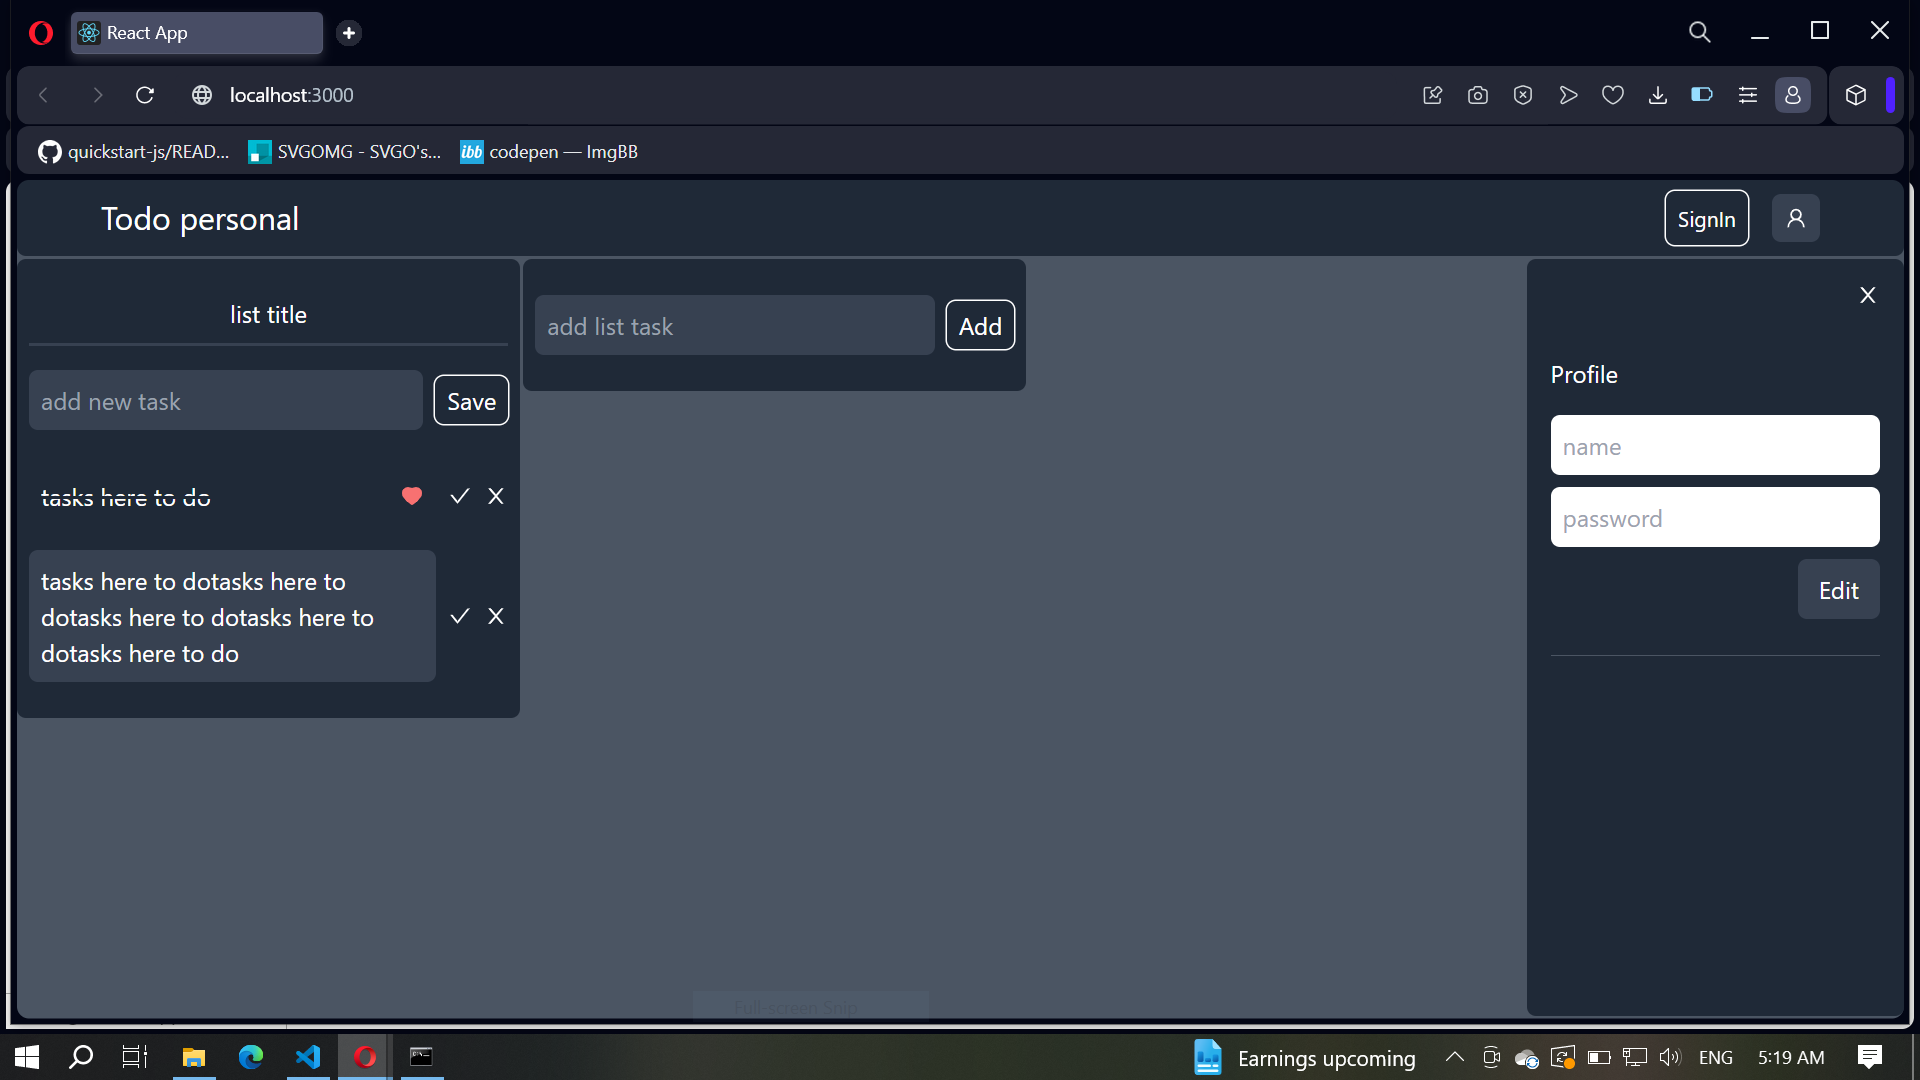 React App
localhost:3000
quickstart-js/READ...
SVGOMG - SVGO's...
ibb codepen — ImgBB
Todo personal
SignIn
list title
add new task
Save
tasks here to do
tasks here to dotasks here to
dotasks here to dotasks here to
dotasks here to do
add list task
Add
X
Profile
name
password
Edit
Full-screen Snip
Earnings upcoming
ENG
5:19 AM